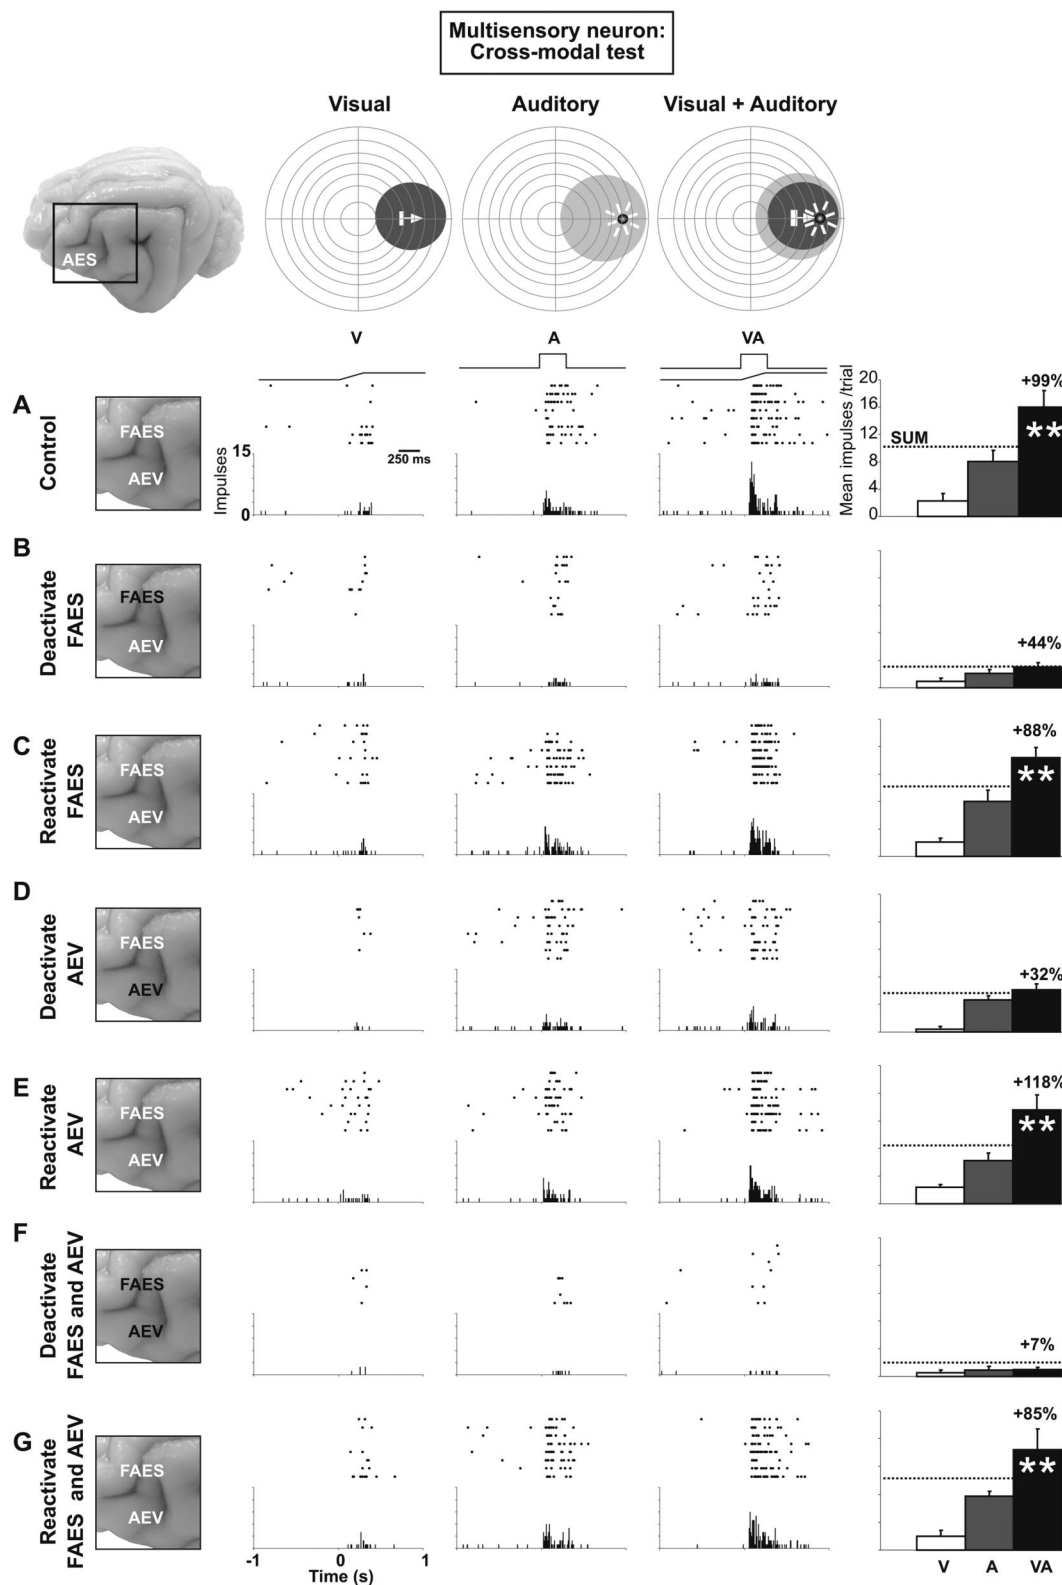 Multisensory neuron:
Cross-modal test
Visual
Auditory
Visual + Auditory
AES
V
A
VA
A
Control
FAES
AEV
250 ms
Impulses
15
0
Mean impulses /trial
20
16
12
8
4
0
SUM
+99%
**
B
Deactivate
FAES
FAES
AEV
+44%
C
Reactivate
FAES
FAES
AEV
+88%
**
D
Deactivate
AEV
FAES
AEV
+32%
E
Reactivate
AEV
FAES
AEV
+118%
**
F
Deactivate
FAES and AEV
FAES
AEV
+7%
G
Reactivate
FAES and AEV
FAES
AEV
+85%
**
-1
0
1
Time (s)
V
A
VA